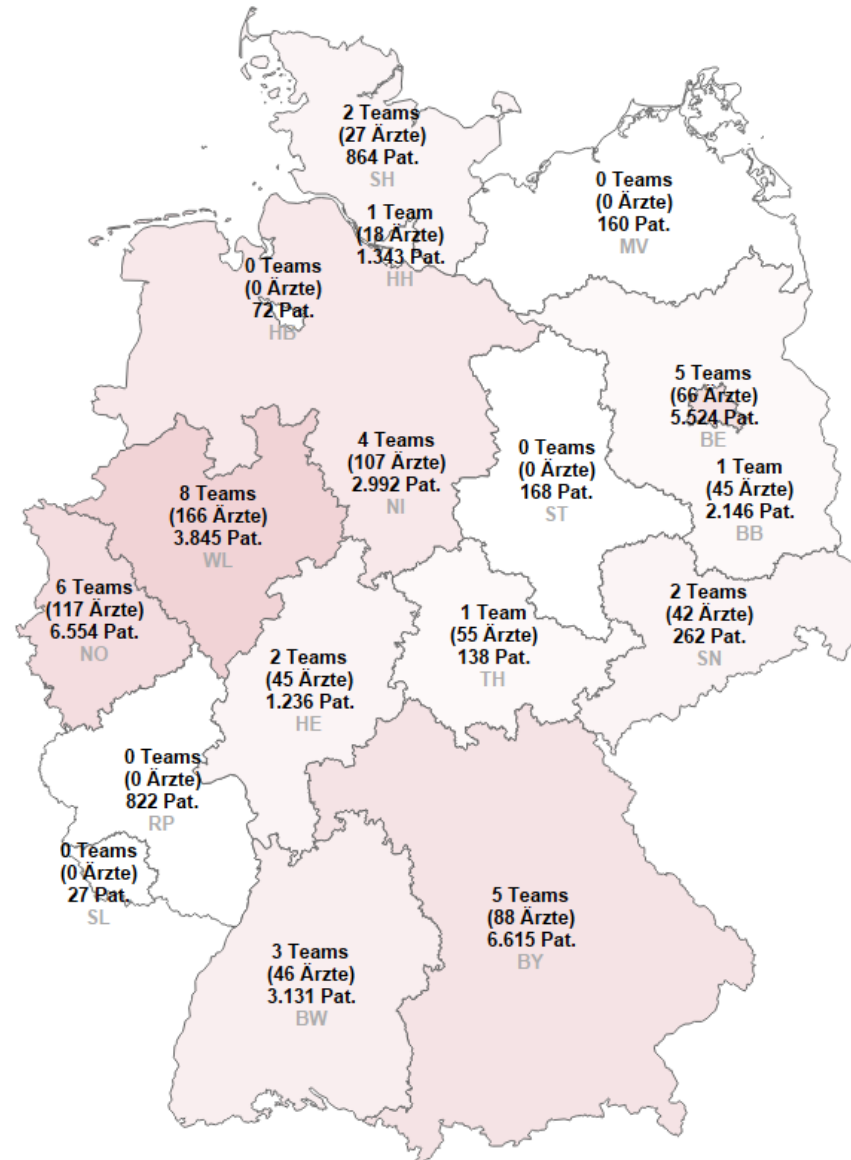 2 Teams
(27 Ärzte)
864 Pat.
SH
0 Teams
(0 Ärzte)
160 Pat.
MV
1 Team
(18 Ärzte)
1.343 Pat.
HH
0 Teams
(0 Ärzte)
72 Pat.
HB
5 Teams
(66 Ärzte)
5.524 Pat.
BE
4 Teams
(107 Ärzte)
2.992 Pat.
NI
0 Teams
(0 Ärzte)
168 Pat.
ST
1 Team
(45 Ärzte)
2.146 Pat.
BB
8 Teams
(166 Ärzte)
3.845 Pat.
WL
6 Teams
(117 Ärzte)
6.554 Pat.
NO
2 Teams
(45 Ärzte)
1.236 Pat.
HE
1 Team
(55 Ärzte)
138 Pat.
TH
2 Teams
(42 Ärzte)
262 Pat.
SN
0 Teams
(0 Ärzte)
822 Pat.
RP
0 Teams
(0 Ärzte)
27 Pat.
SL
5 Teams
(88 Ärzte)
6.615 Pat.
BY
3 Teams
(46 Ärzte)
3.131 Pat.
BW